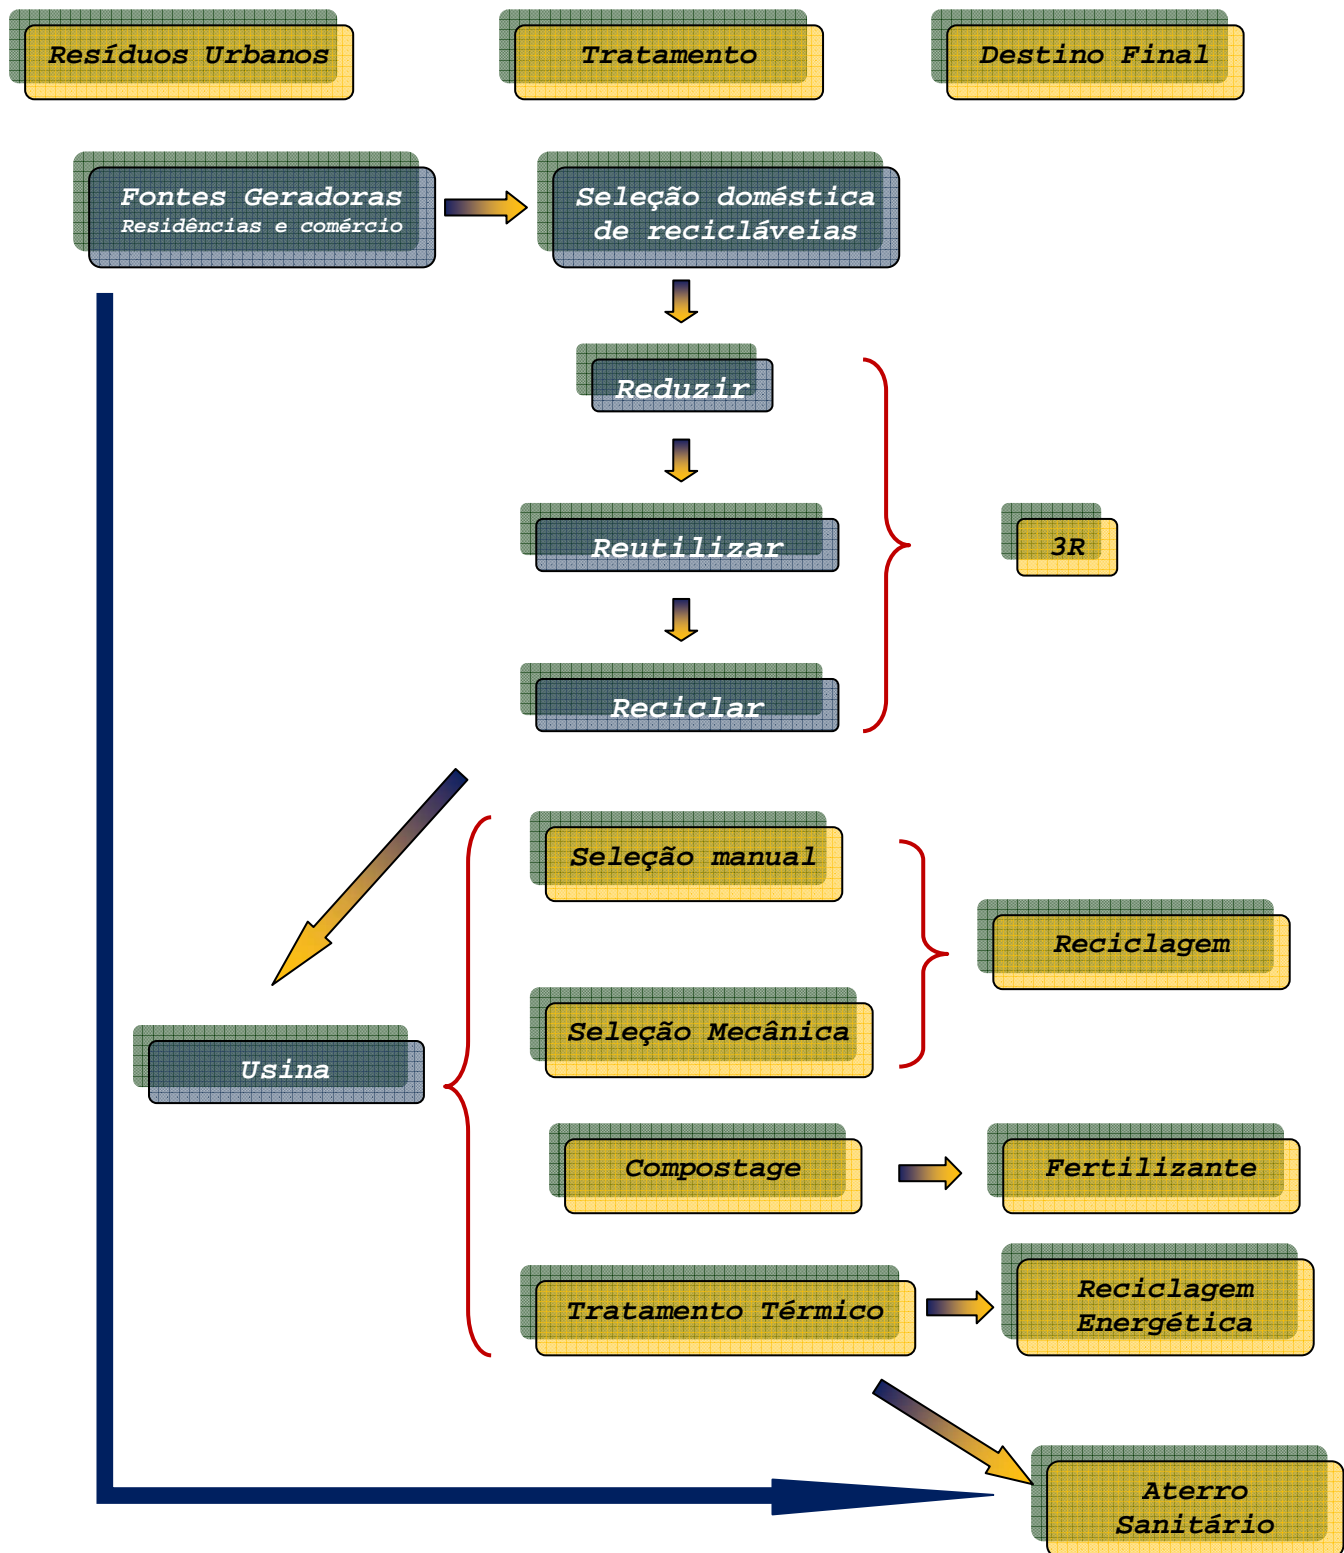 Resíduos Urbanos
Tratamento
Destino Final
Fontes Geradoras
Residências e comércio
Seleção doméstica
de recicláveias
Reduzir
Reutilizar
3R
Reciclar
Seleção manual
Reciclagem
Seleção Mecânica
Usina
Compostage
Fertilizante
Tratamento Térmico
Reciclagem
Energética
Aterro
Sanitário